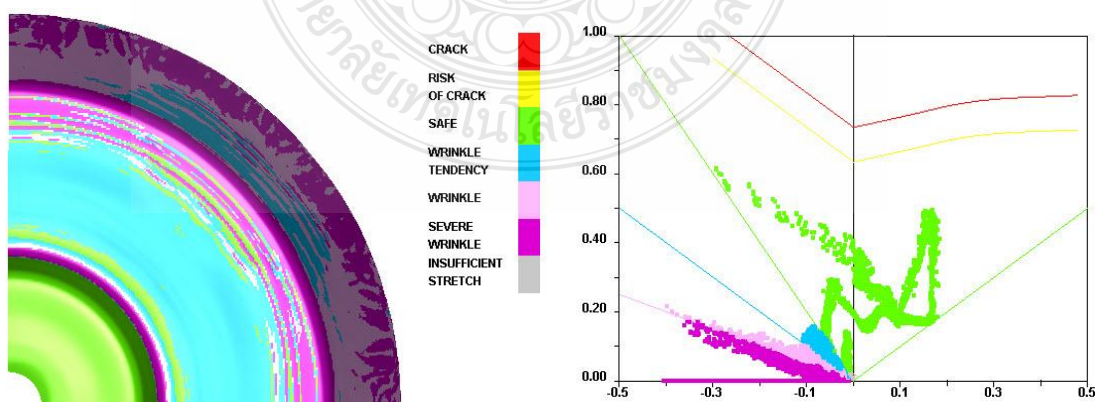 CRACK
RISK
OF CRACK
SAFE
WRINKLE
TENDENCY
WRINKLE
SEVERE
WRINKLE
INSUFFICIENT
STRETCH
1.00
0.80
0.60
0.40
0.20
0.00
-0.5
-0.3
-0.1
0.1
0.3
0.5